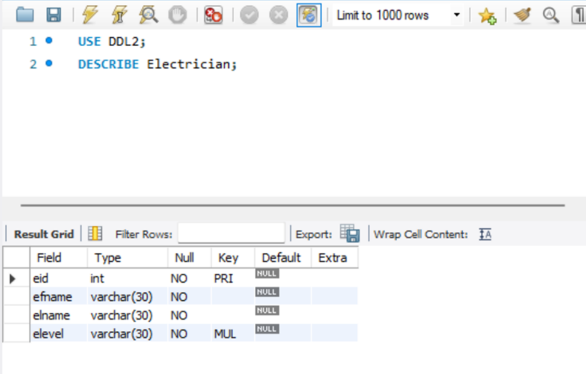 Limit to 1000 rows
1 USE DDL2;
2 DESCRIBE Electrician;
Result Grid Filter Rows: Export: Wrap Cell Content:
Field Type Null Key Default Extra
eid int NO PRI NULL
efname varchar(30) NO NULL
elname varchar(30) NO NULL
elevel varchar(30) NO MUL NULL